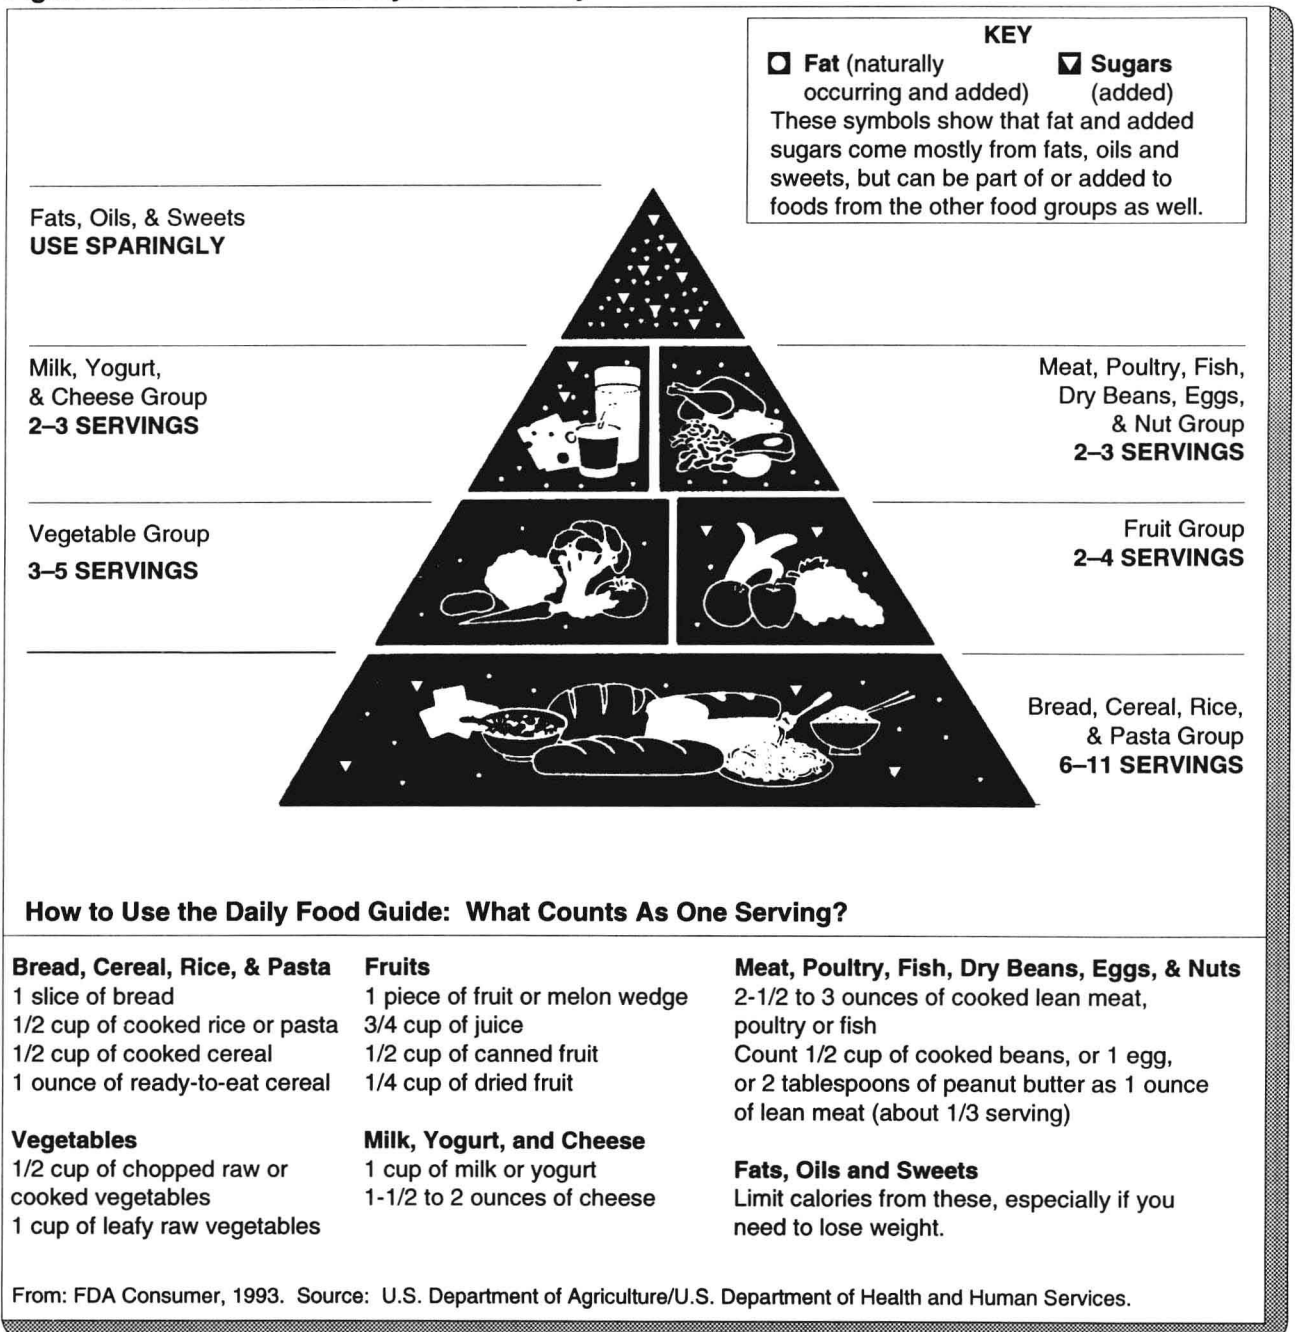 KEY
Fat (naturally occurring and added)
Sugars (added)
These symbols show that fat and added
sugars come mostly from fats, oils and
sweets, but can be part of or added to
foods from the other food groups as well.
Fats, Oils, & Sweets
USE SPARINGLY
Milk, Yogurt,
& Cheese Group
2–3 SERVINGS
Meat, Poultry, Fish,
Dry Beans, Eggs,
& Nut Group
2–3 SERVINGS
Vegetable Group
3–5 SERVINGS
Fruit Group
2–4 SERVINGS
Bread, Cereal, Rice,
& Pasta Group
6–11 SERVINGS
How to Use the Daily Food Guide: What Counts As One Serving?
Bread, Cereal, Rice, & Pasta
1 slice of bread
1/2 cup of cooked rice or pasta
1/2 cup of cooked cereal
1 ounce of ready-to-eat cereal
Vegetables
1/2 cup of chopped raw or
cooked vegetables
1 cup of leafy raw vegetables
Fruits
1 piece of fruit or melon wedge
3/4 cup of juice
1/2 cup of canned fruit
1/4 cup of dried fruit
Milk, Yogurt, and Cheese
1 cup of milk or yogurt
1-1/2 to 2 ounces of cheese
Meat, Poultry, Fish, Dry Beans, Eggs, & Nuts
2-1/2 to 3 ounces of cooked lean meat,
poultry or fish
Count 1/2 cup of cooked beans, or 1 egg,
or 2 tablespoons of peanut butter as 1 ounce
of lean meat (about 1/3 serving)
Fats, Oils and Sweets
Limit calories from these, especially if you
need to lose weight.
From: FDA Consumer, 1993. Source: U.S. Department of Agriculture/U.S. Department of Health and Human Services.